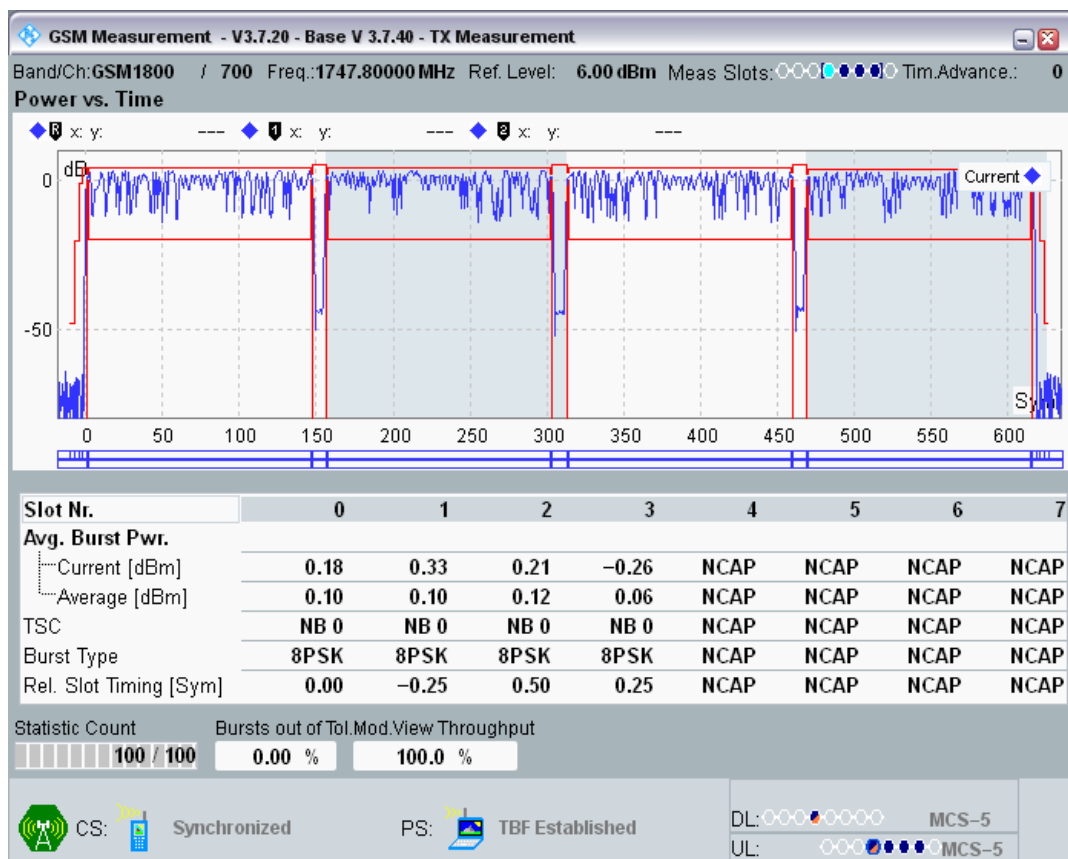 GSM Measurement - V3.7.20 - Base V 3.7.40 - TX Measurement
Band/Ch:GSM1800 / 700 Freq.:1747.80000 MHz Ref. Level: 6.00 dBm Meas Slots: Tim.Advance.: 0
Power vs. Time
R x: y: --- 1 x: y: --- 2 x: y: ---
dB
Current
0
-50
0 50 100 150 200 250 300 350 400 450 500 550 600
Slot Nr. 0 1 2 3 4 5 6 7
Avg. Burst Pwr.
Current [dBm] 0.18 0.33 0.21 −0.26 NCAP NCAP NCAP NCAP
Average [dBm] 0.10 0.10 0.12 0.06 NCAP NCAP NCAP NCAP
TSC NB 0 NB 0 NB 0 NB 0 NCAP NCAP NCAP NCAP
Burst Type 8PSK 8PSK 8PSK 8PSK NCAP NCAP NCAP NCAP
Rel. Slot Timing [Sym] 0.00 −0.25 0.50 0.25 NCAP NCAP NCAP NCAP
Statistic Count Bursts out of Tol.Mod.View Throughput
100 / 100 0.00 % 100.0 %
CS: Synchronized PS: TBF Established
DL: MCS−5
UL: MCS−5